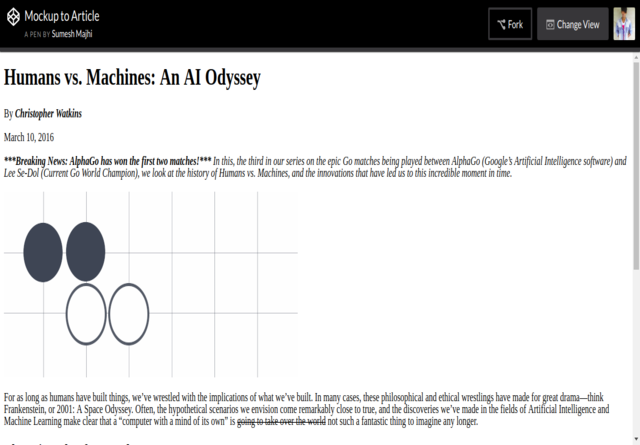 Mockup to Article
A PEN BY Sumesh Majhi
Fork
Change View
Humans vs. Machines: An AI Odyssey
By Christopher Watkins
March 10, 2016
***Breaking News: AlphaGo has won the first two matches!*** In this, the third in our series on the epic Go matches being played between AlphaGo (Google's Artificial Intelligence software) and
Lee Se-Dol (Current Go World Champion), we look at the history of Humans vs. Machines, and the innovations that have led us to this incredible moment in time.
For as long as humans have built things, we've wrestled with the implications of what we've built. In many cases, these philosophical and ethical wrestlings have made for great drama—think
Frankenstein, or 2001: A Space Odyssey. Often, the hypothetical scenarios we envision come remarkably close to true, and the discoveries we've made in the fields of Artificial Intelligence and
Machine Learning make clear that a “computer with a mind of its own” is going to take over the world not such a fantastic thing to imagine any longer.